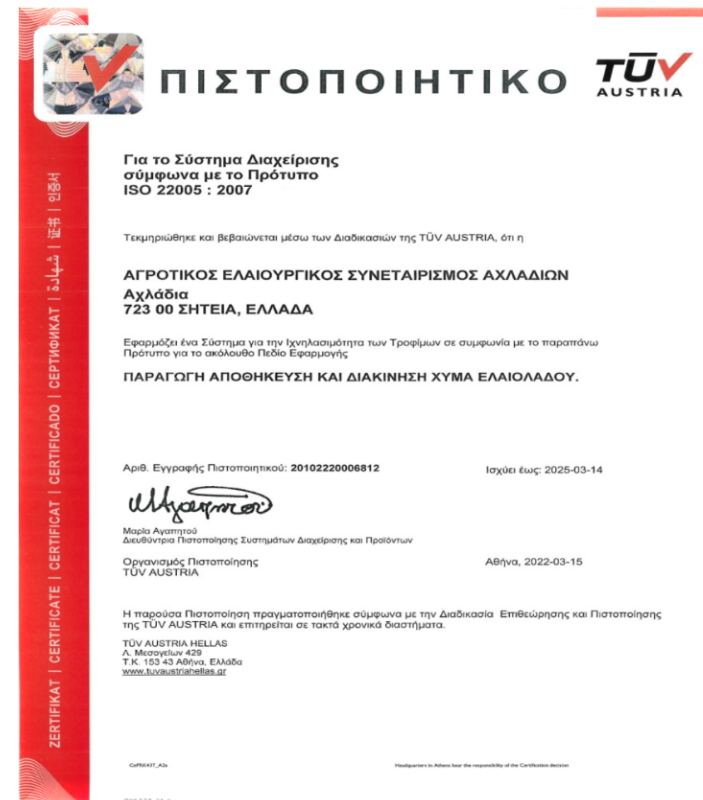 ΠΙΣΤΟΠΟΙΗΤΙΚΟ
TÜV
AUSTRIA
Για το Σύστημα Διαχείρισης
σύμφωνα με το Πρότυπο
ISO 22005 : 2007
Τεκμηριώθηκε και βεβαιώνεται μέσω των Διαδικασιών της TÜV AUSTRIA, ότι η
ΑΓΡΟΤΙΚΟΣ ΕΛΑΙΟΥΡΓΙΚΟΣ ΣΥΝΕΤΑΙΡΙΣΜΟΣ ΑΧΛΑΔΙΩΝ
Αχλάδια
723 00 ΣΗΤΕΙΑ, ΕΛΛΑΔΑ
Εφαρμόζει ένα Σύστημα για την Ιχνηλασιμότητα των Τροφίμων σε συμφωνία με το παραπάνω
Πρότυπο για το ακόλουθο Πεδίο Εφαρμογής
ΠΑΡΑΓΩΓΗ ΑΠΟΘΗΚΕΥΣΗ ΚΑΙ ΔΙΑΚΙΝΗΣΗ ΧΥΜΑ ΕΛΑΙΟΛΑΔΟΥ.
Αριθ. Εγγραφής Πιστοποιητικού: 20102220006812
Ισχύει έως: 2025-03-14
Μαρία Αγαπητού
Διευθύντρια Πιστοποίησης Συστημάτων Διαχείρισης και Προϊόντων
Οργανισμός Πιστοποίησης
TÜV AUSTRIA
Αθήνα, 2022-03-15
Η παρούσα Πιστοποίηση πραγματοποιήθηκε σύμφωνα με την Διαδικασία Επιθεώρησης και Πιστοποίησης
της TÜV AUSTRIA και επιτηρείται σε τακτά χρονικά διαστήματα.
TÜV AUSTRIA HELLAS
Λ. Μεσογείων 429
Τ.Κ. 153 43 Αθήνα, Ελλάδα
www.tuvaustriahellas.gr
Headquarters in Athens bear the responsibility of the Certification decision
ZERTIFIKAT | CERTIFICATE | CERTIFICAT | CERTIFICADO | СЕРТИФИКАТ | شهادة | 证书 | 인증서